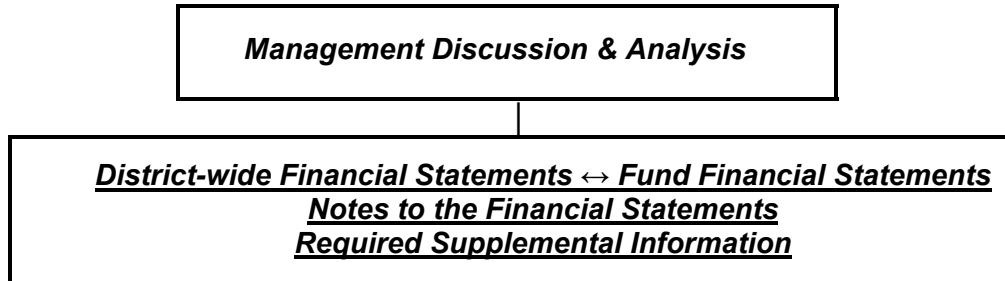 Management Discussion & Analysis
District-wide Financial Statements ↔ Fund Financial Statements
Notes to the Financial Statements
Required Supplemental Information